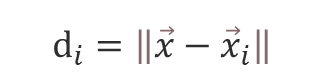 dᵢ = ‖x⃗ − x⃗ᵢ‖